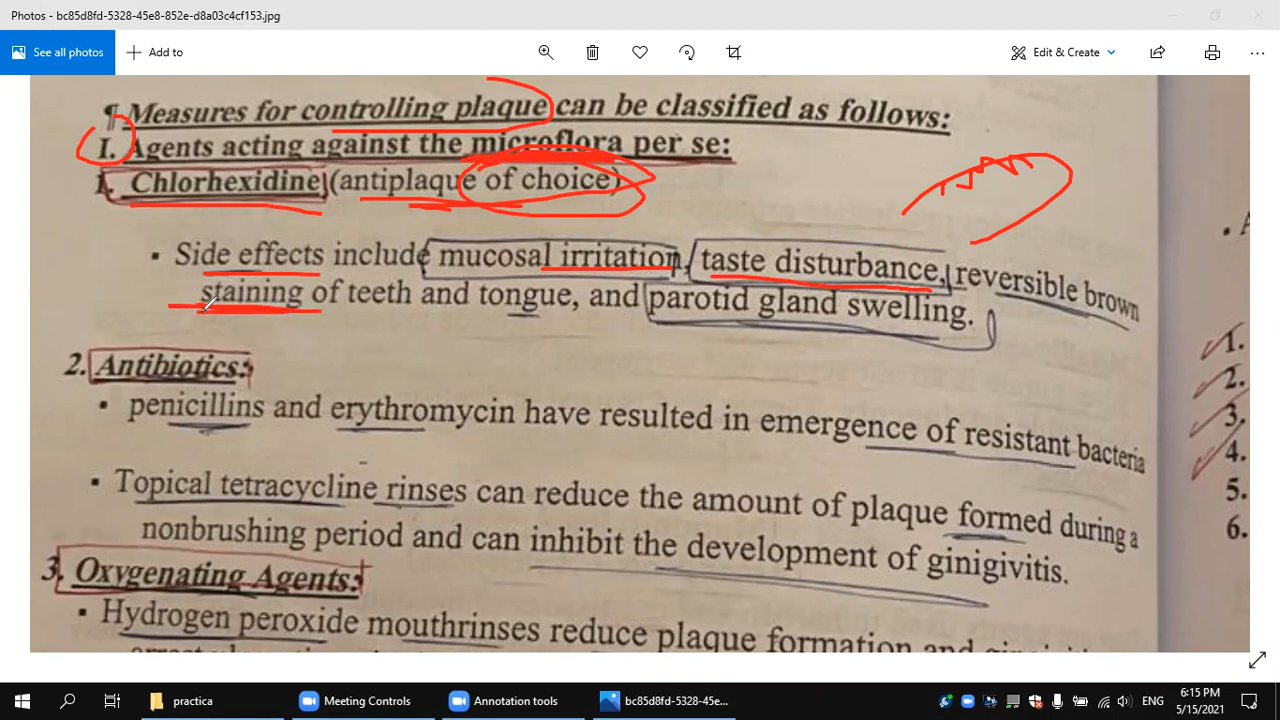 Photos - bc85d8fd-5328-45e8-852e-d8a03c4cf153.jpg
See all photos
Add to
Edit & Create
¶ Measures for controlling plaque can be classified as follows:
I. Agents acting against the microflora per se:
1. Chlorhexidine (antiplaque of choice)
▪ Side effects include mucosal irritation, taste disturbance, reversible brown
staining of teeth and tongue, and parotid gland swelling.
2. Antibiotics:
• penicillins and erythromycin have resulted in emergence of resistant bacteria
• Topical tetracycline rinses can reduce the amount of plaque formed during a
nonbrushing period and can inhibit the development of ginigivitis.
3. Oxygenating Agents:
• Hydrogen peroxide mouthrinses reduce plaque formation and
1.
2.
3.
4.
5.
6.
practica
Meeting Controls
Annotation tools
bc85d8fd-5328-45e...
ENG
6:15 PM
5/15/2021